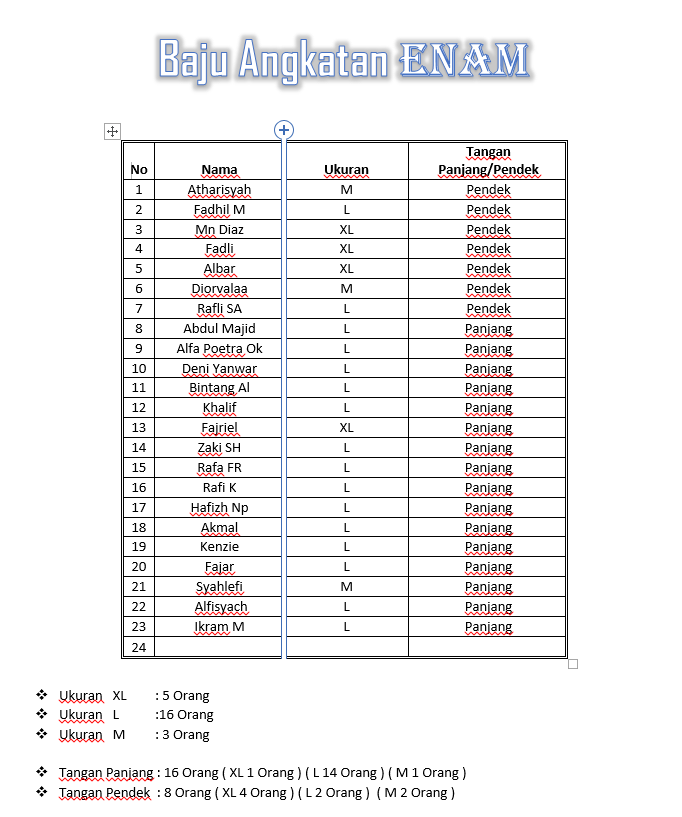 Baju Angkatan ENAM
No Nama Ukuran Tangan Panjang/Pendek
1 Atharisyah M Pendek
2 Fadhil M L Pendek
3 Mn Diaz XL Pendek
4 Fadli XL Pendek
5 Albar XL Pendek
6 Diorvalaa M Pendek
7 Rafli SA L Pendek
8 Abdul Majid L Panjang
9 Alfa Poetra Ok L Panjang
10 Deni Yanwar L Panjang
11 Bintang Al L Panjang
12 Khalif L Panjang
13 Fajriel XL Panjang
14 Zaki SH L Panjang
15 Rafa FR L Panjang
16 Rafi K L Panjang
17 Hafizh Np L Panjang
18 Akmal L Panjang
19 Kenzie L Panjang
20 Fajar L Panjang
21 Syahlefi M Panjang
22 Alfisyach L Panjang
23 Ikram M L Panjang
24
❖ Ukuran XL : 5 Orang
❖ Ukuran L :16 Orang
❖ Ukuran M : 3 Orang
❖ Tangan Panjang : 16 Orang ( XL 1 Orang ) ( L 14 Orang ) ( M 1 Orang )
❖ Tangan Pendek : 8 Orang ( XL 4 Orang ) ( L 2 Orang ) ( M 2 Orang )